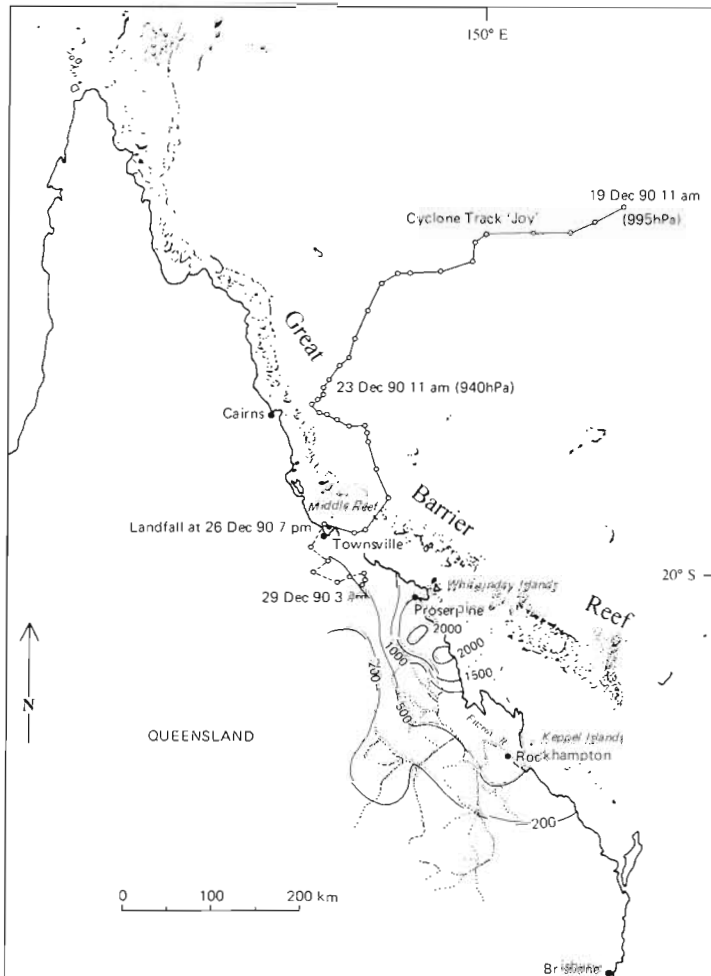 150° E
19 Dec 90 11 am
(995hPa)
Cyclone Track 'Joy'
Great
23 Dec 90 11 am (940hPa)
Cairns
Middle Reef
Barrier
Landfall at 26 Dec 90 7 pm
Townsville
20° S
Whitsunday Islands
29 Dec 90 3
Proserpine
Reef
2000
2000
1000
1500
200
500
N
QUEENSLAND
Fitzroy R.
Keppel Islands
Rockhampton
200
0 100 200 km
Brisbane